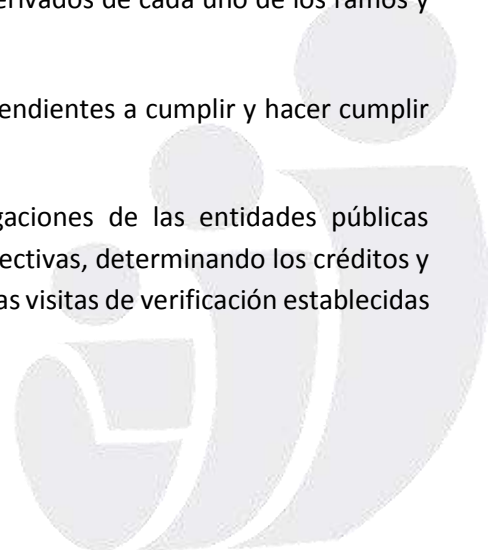 erivados de cada uno de los ramos y
endientes a cumplir y hacer cumplir
gaciones de las entidades públicas
ectivas, determinando los créditos y
as visitas de verificación establecidas